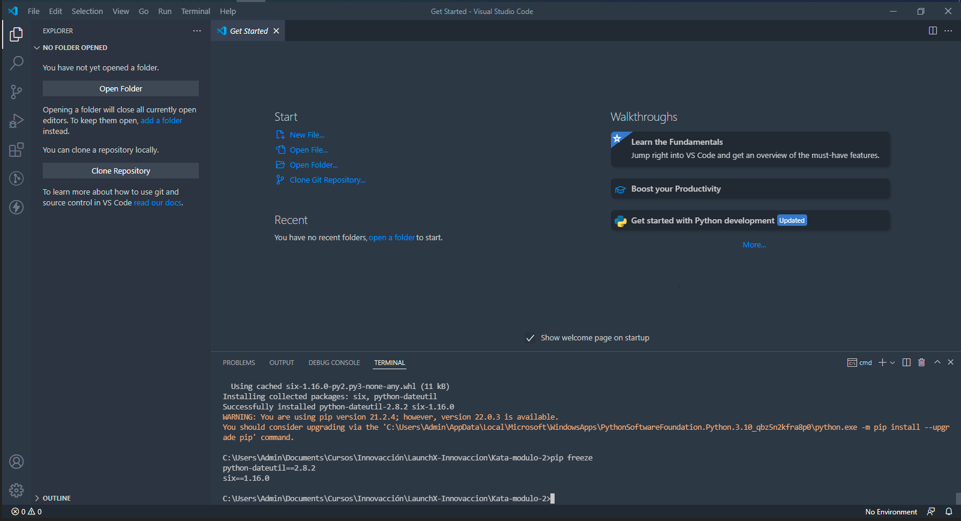 File Edit Selection View Go Run Terminal Help
Get Started - Visual Studio Code
EXPLORER
NO FOLDER OPENED
You have not yet opened a folder.
Open Folder
Opening a folder will close all currently open
editors. To keep them open, add a folder
instead.
You can clone a repository locally.
Clone Repository
To learn more about how to use git and
source control in VS Code read our docs.
OUTLINE
Get Started
Start
New File...
Open File...
Open Folder...
Clone Git Repository...
Recent
You have no recent folders, open a folder to start.
Walkthroughs
Learn the Fundamentals
Jump right into VS Code and get an overview of the must-have features.
Boost your Productivity
Get started with Python development Updated
More...
Show welcome page on startup
PROBLEMS OUTPUT DEBUG CONSOLE TERMINAL
cmd
Using cached six-1.16.0-py2.py3-none-any.whl (11 kB)
Installing collected packages: six, python-dateutil
Successfully installed python-dateutil-2.8.2 six-1.16.0
WARNING: You are using pip version 21.2.4; however, version 22.0.3 is available.
You should consider upgrading via the 'C:\Users\Admin\AppData\Local\Microsoft\WindowsApps\PythonSoftwareFoundation.Python.3.10_qbz5n2kfra8p0\python.exe -m pip install --upgr
ade pip' command.
C:\Users\Admin\Documents\Cursos\Innovacción\LaunchX-Innovaccion\Kata-modulo-2>pip freeze
python-dateutil==2.8.2
six==1.16.0
C:\Users\Admin\Documents\Cursos\Innovacción\LaunchX-Innovaccion\Kata-modulo-2>
0 0
No Environment